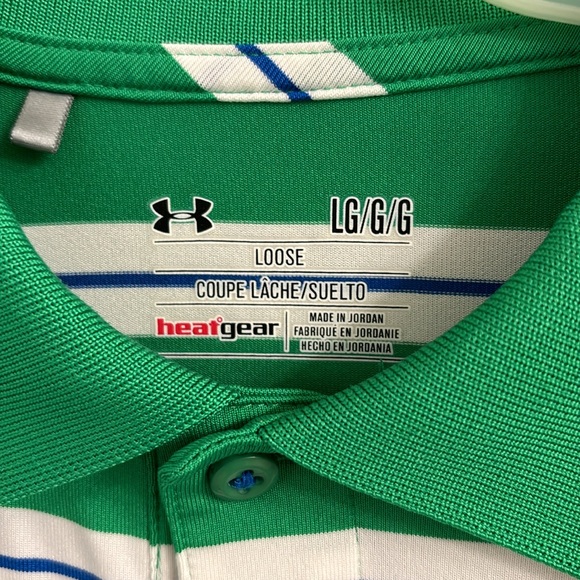 LG/G/G
LOOSE
COUPE LÂCHE/SUELTO
heatgear
MADE IN JORDAN
FABRIQUE EN JORDANIE
HECHO EN JORDANIA